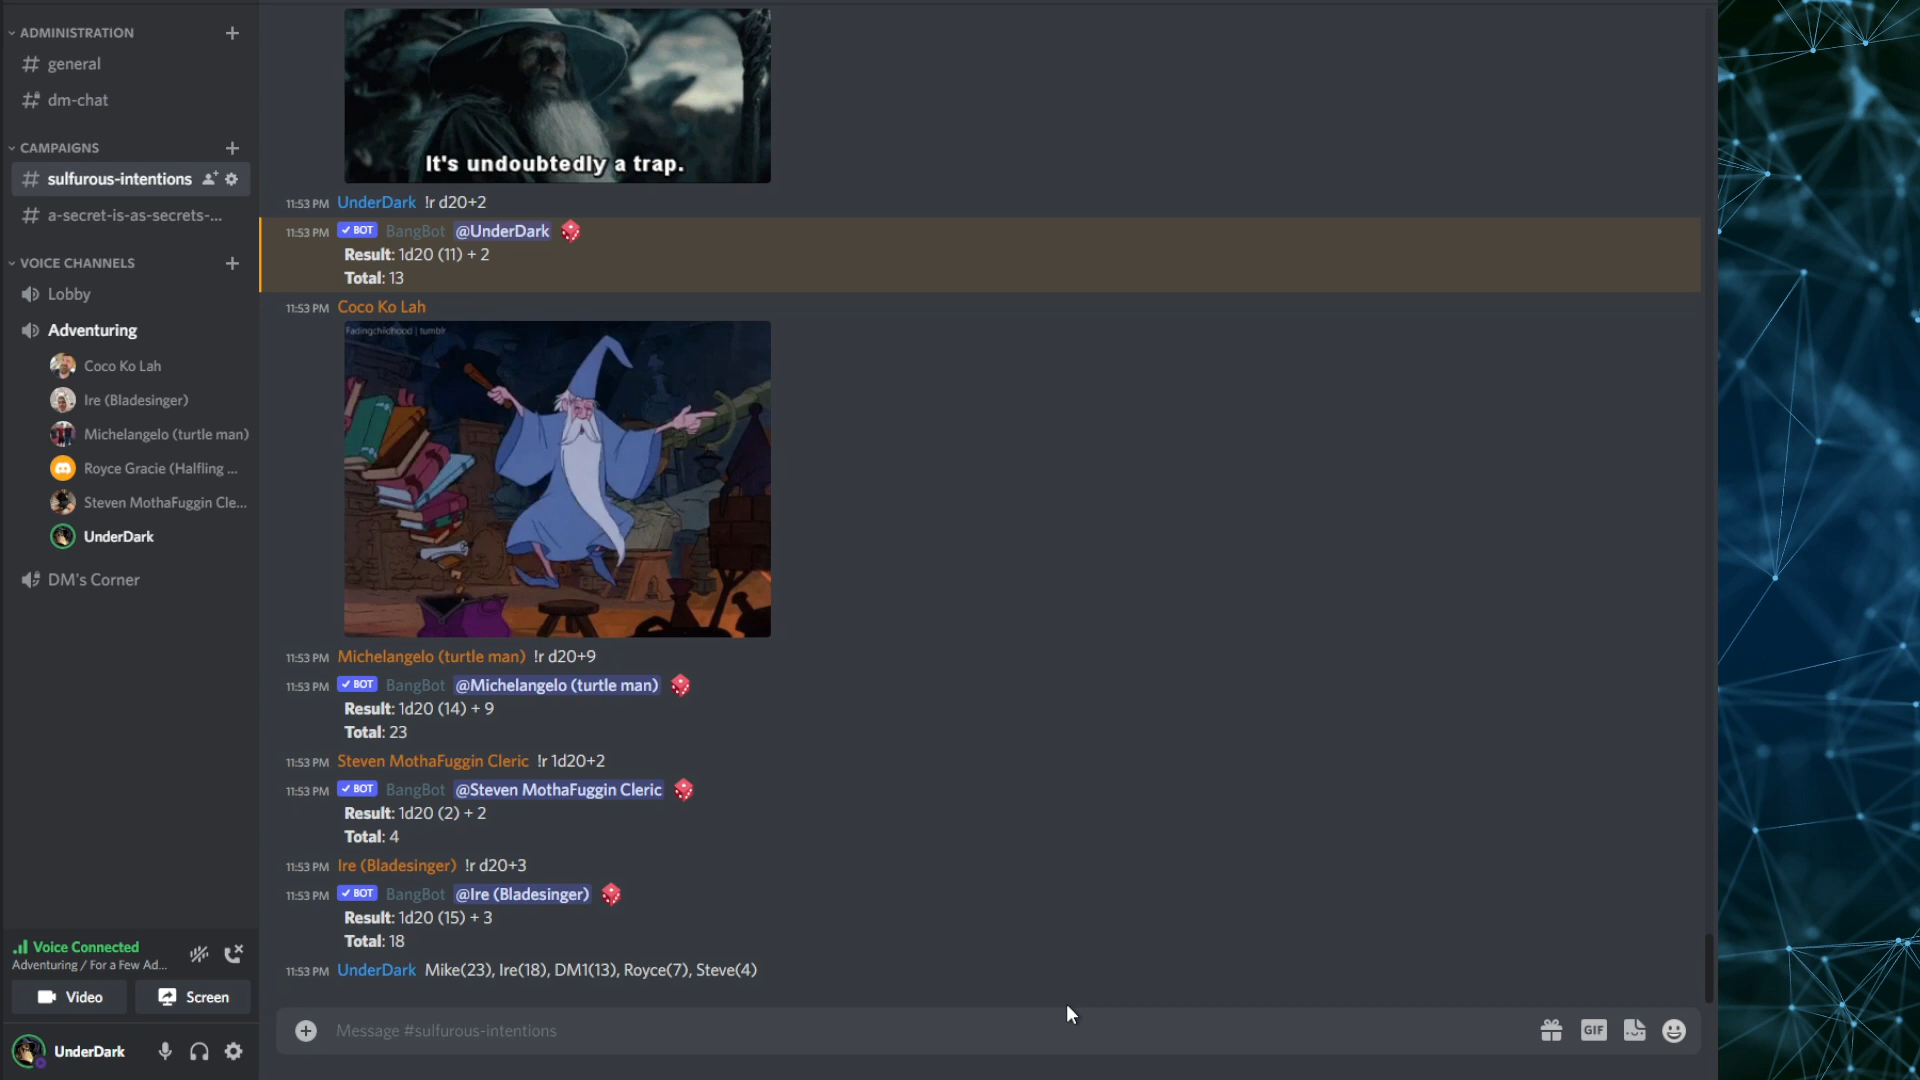 ADMINISTRATION
general
dm-chat
CAMPAIGNS
sulfurous-intentions
a-secret-is-as-secrets-...
VOICE CHANNELS
Lobby
Adventuring
Coco Ko Lah
Ire (Bladesinger)
Michelangelo (turtle man)
Royce Gracie (Halfling ...
Steven MothaFuggin Cle...
UnderDark
DM's Corner
Voice Connected
Adventuring / For a Few Ad...
Video
Screen
UnderDark
It's undoubtedly a trap.
11:53 PM UnderDark !r d20+2
11:53 PM BOT BangBot @UnderDark
Result: 1d20 (11) + 2
Total: 13
11:53 PM Coco Ko Lah
Fadingchildhood | tumblr
11:53 PM Michelangelo (turtle man) !r d20+9
11:53 PM BOT BangBot @Michelangelo (turtle man)
Result: 1d20 (14) + 9
Total: 23
11:53 PM Steven MothaFuggin Cleric !r 1d20+2
11:53 PM BOT BangBot @Steven MothaFuggin Cleric
Result: 1d20 (2) + 2
Total: 4
11:53 PM Ire (Bladesinger) !r d20+3
11:53 PM BOT BangBot @Ire (Bladesinger)
Result: 1d20 (15) + 3
Total: 18
11:53 PM UnderDark Mike(23), Ire(18), DM1(13), Royce(7), Steve(4)
Message #sulfurous-intentions
GIF